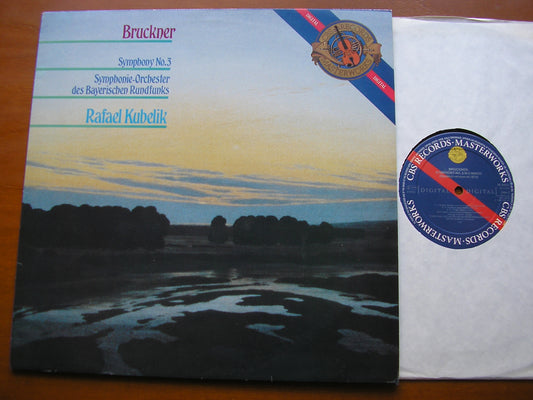 Bruckner
Symphony No.3
Symphonie-Orchester
des Bayerischen Rundfunks
Rafael Kubelik
DIGITAL
CBS RECORDS
MASTERWORKS
DIGITAL
CBS RECORDS · MASTERWORKS
BRUCKNER
DIGITAL DIGITAL
CBS RECORDS · MASTERWORKS